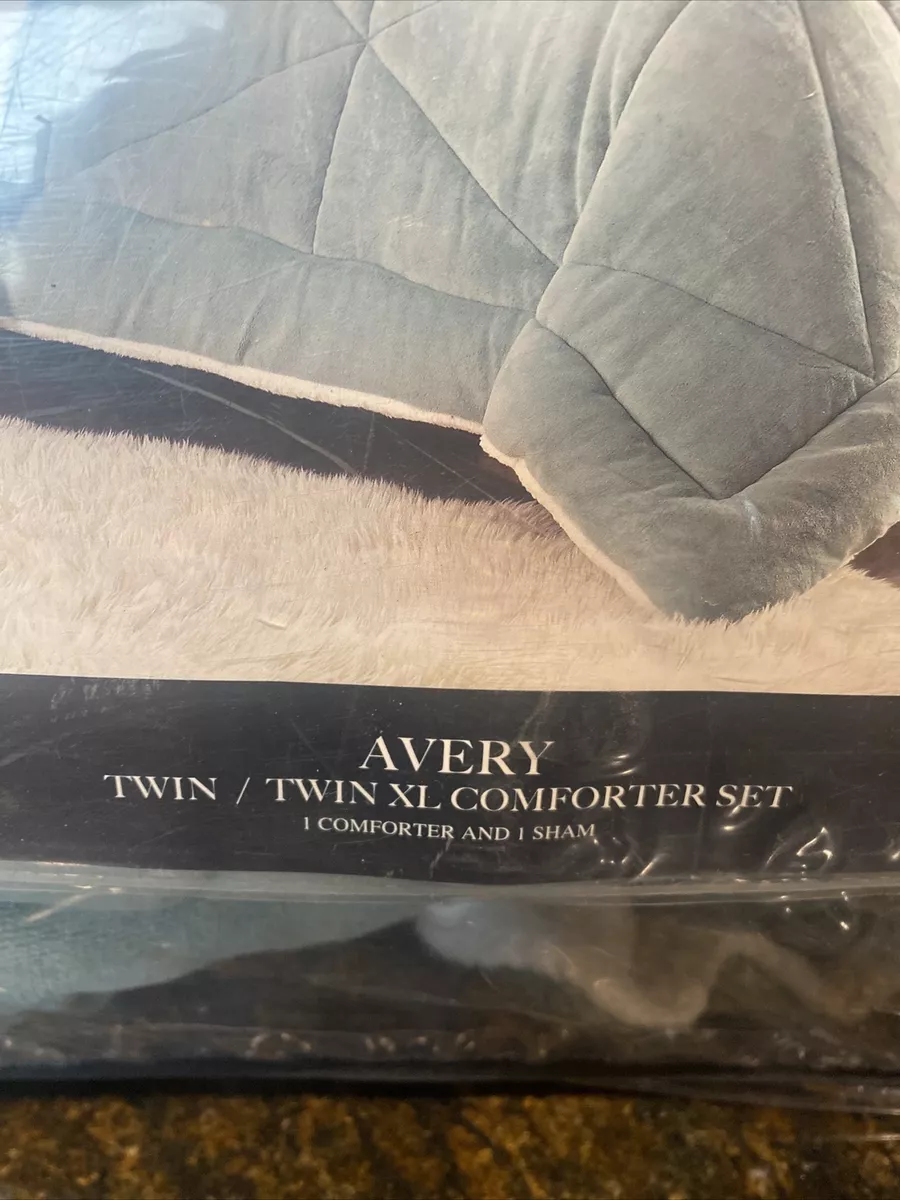 AVERY
TWIN / TWIN XL COMFORTER SET
1 COMFORTER AND 1 SHAM